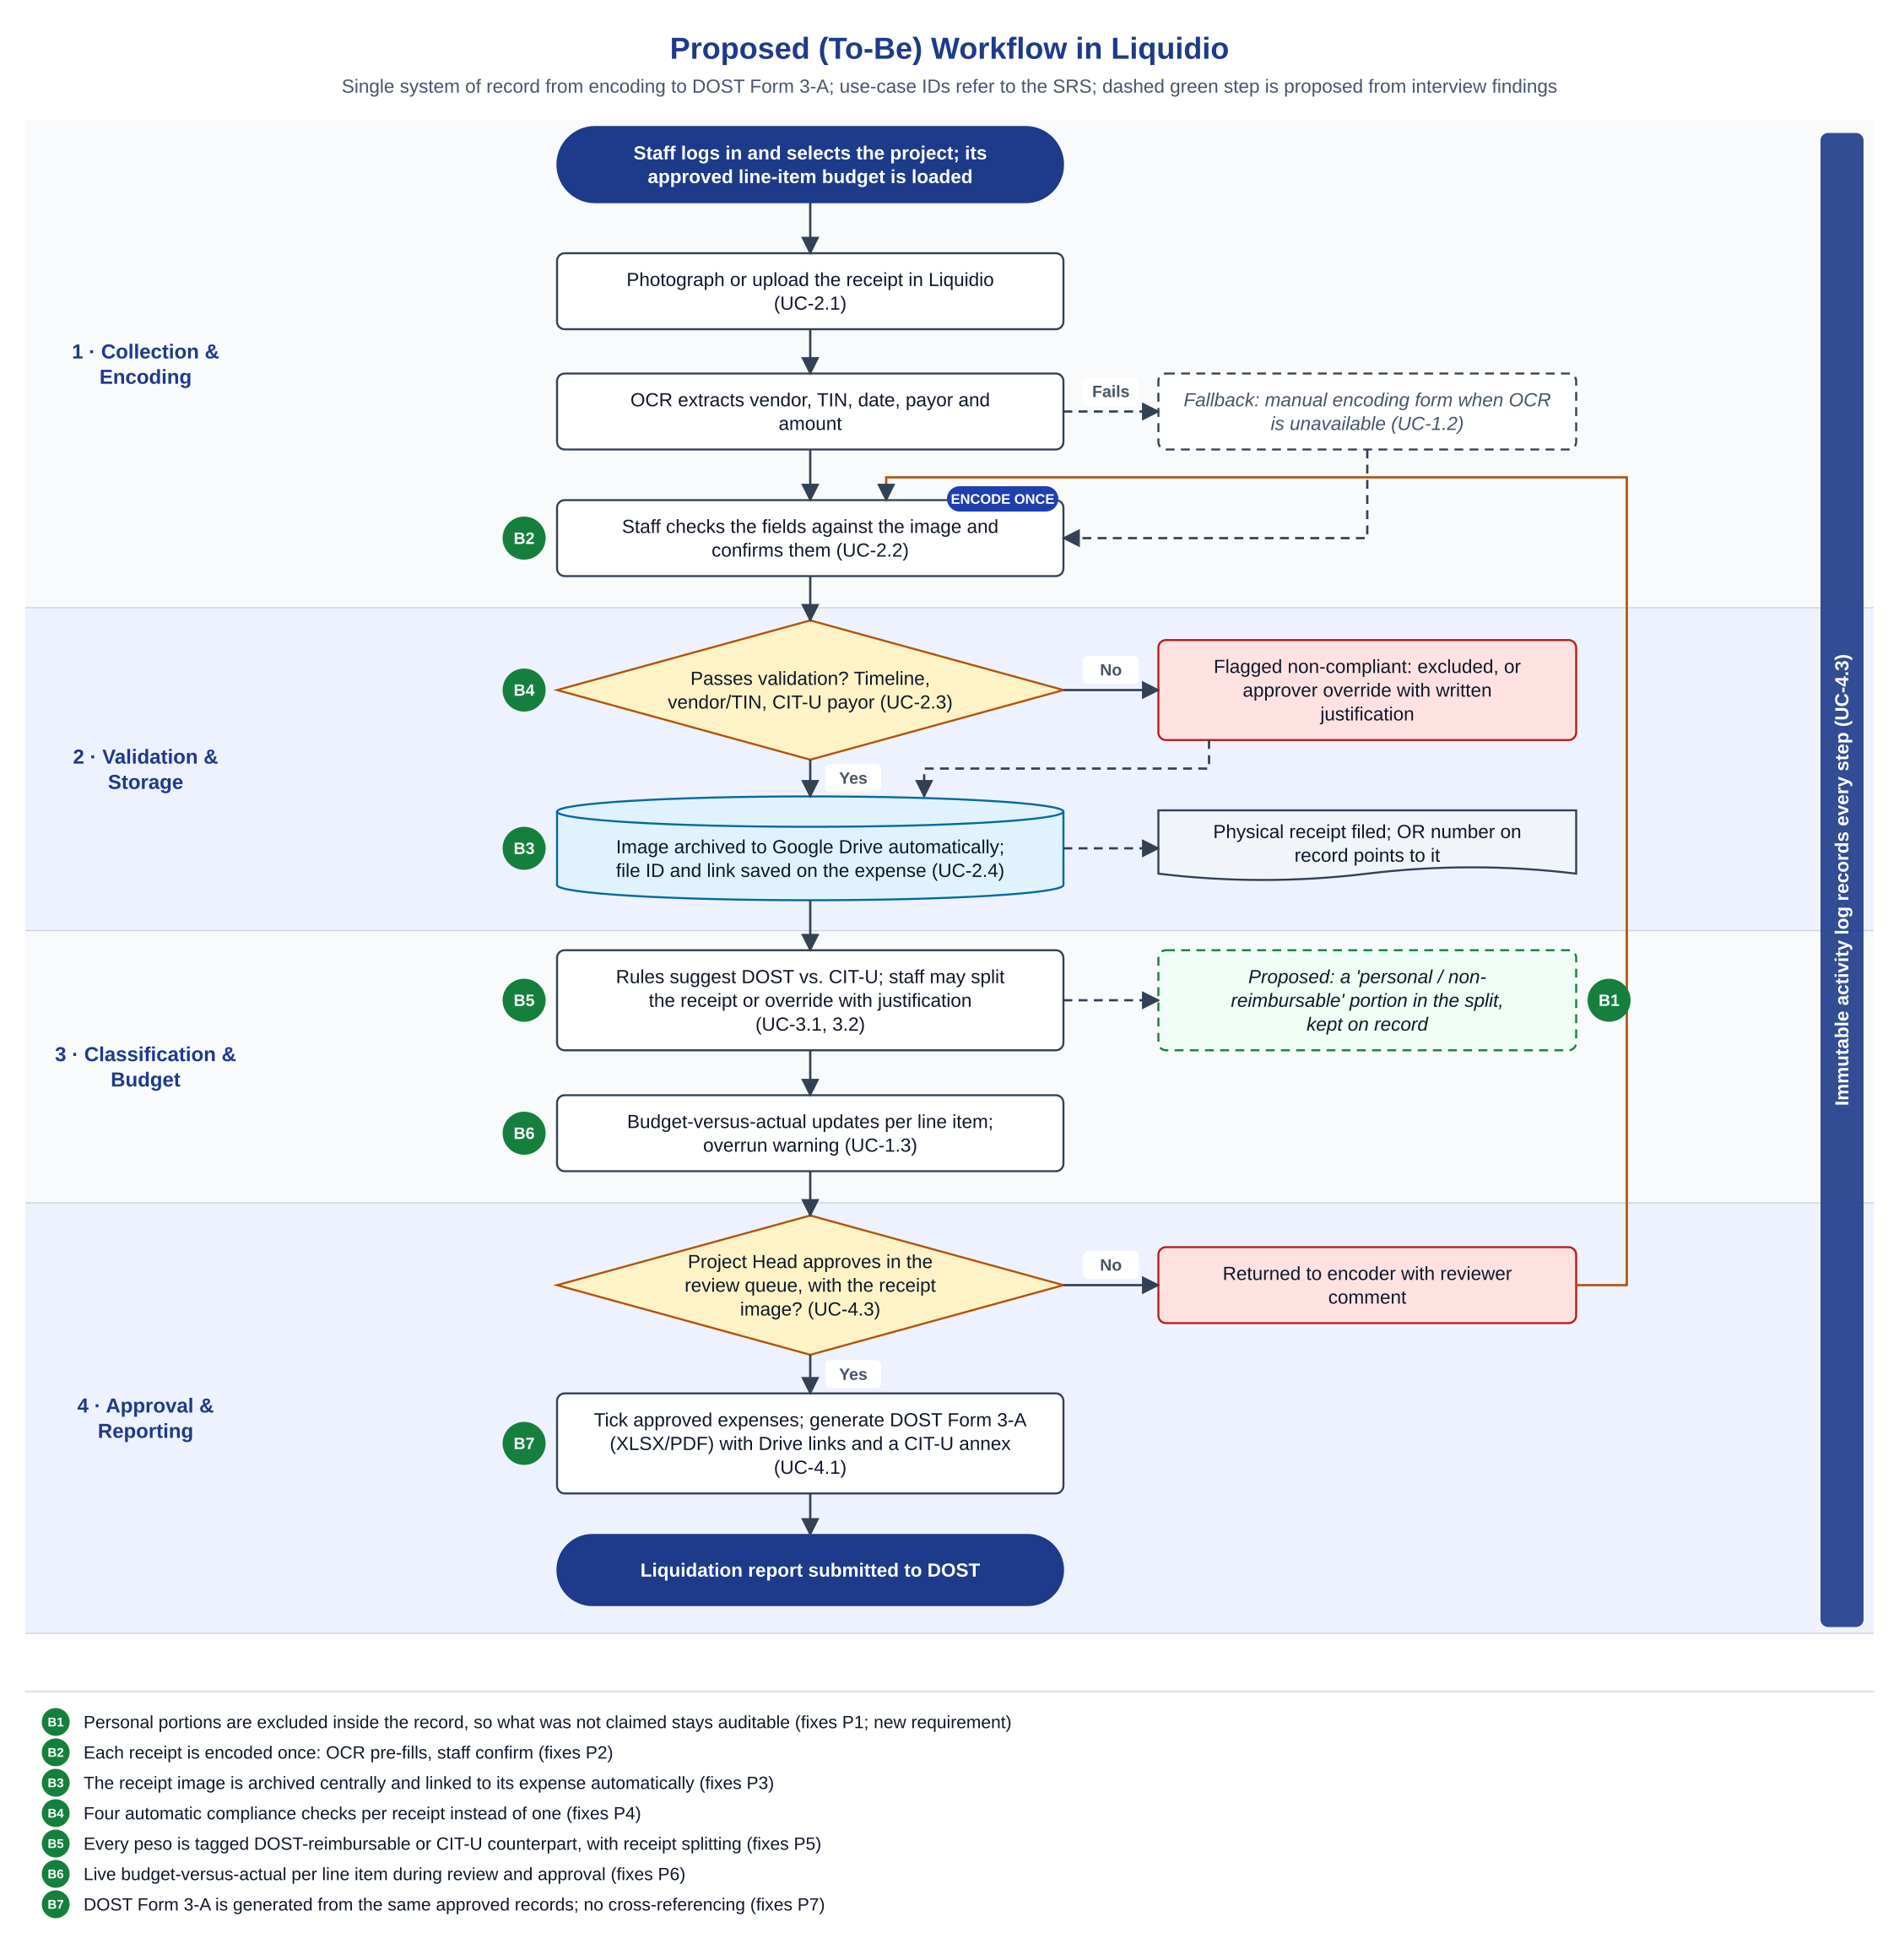 Proposed (To-Be) Workflow in Liquidio
Single system of record from encoding to DOST Form 3-A; use-case IDs refer to the SRS; dashed green step is proposed from interview findings
Staff logs in and selects the project; its
approved line-item budget is loaded
Photograph or upload the receipt in Liquidio
(UC-2.1)
1 · Collection &
Encoding
OCR extracts vendor, TIN, date, payor and
amount
Fails
Fallback: manual encoding form when OCR
is unavailable (UC-1.2)
ENCODE ONCE
B2
Staff checks the fields against the image and
confirms them (UC-2.2)
B4
Passes validation? Timeline,
vendor/TIN, CIT-U payor (UC-2.3)
No
Flagged non-compliant: excluded, or
approver override with written
justification
2 · Validation &
Storage
Yes
B3
Image archived to Google Drive automatically;
file ID and link saved on the expense (UC-2.4)
Physical receipt filed; OR number on
record points to it
Immutable activity log records every step (UC-4.3)
B5
Rules suggest DOST vs. CIT-U; staff may split
the receipt or override with justification
(UC-3.1, 3.2)
Proposed: a 'personal / non-
reimbursable' portion in the split,
kept on record
B1
3 · Classification &
Budget
B6
Budget-versus-actual updates per line item;
overrun warning (UC-1.3)
Project Head approves in the
review queue, with the receipt
image? (UC-4.3)
No
Returned to encoder with reviewer
comment
Yes
4 · Approval &
Reporting
B7
Tick approved expenses; generate DOST Form 3-A
(XLSX/PDF) with Drive links and a CIT-U annex
(UC-4.1)
Liquidation report submitted to DOST
B1 Personal portions are excluded inside the record, so what was not claimed stays auditable (fixes P1; new requirement)
B2 Each receipt is encoded once: OCR pre-fills, staff confirm (fixes P2)
B3 The receipt image is archived centrally and linked to its expense automatically (fixes P3)
B4 Four automatic compliance checks per receipt instead of one (fixes P4)
B5 Every peso is tagged DOST-reimbursable or CIT-U counterpart, with receipt splitting (fixes P5)
B6 Live budget-versus-actual per line item during review and approval (fixes P6)
B7 DOST Form 3-A is generated from the same approved records; no cross-referencing (fixes P7)